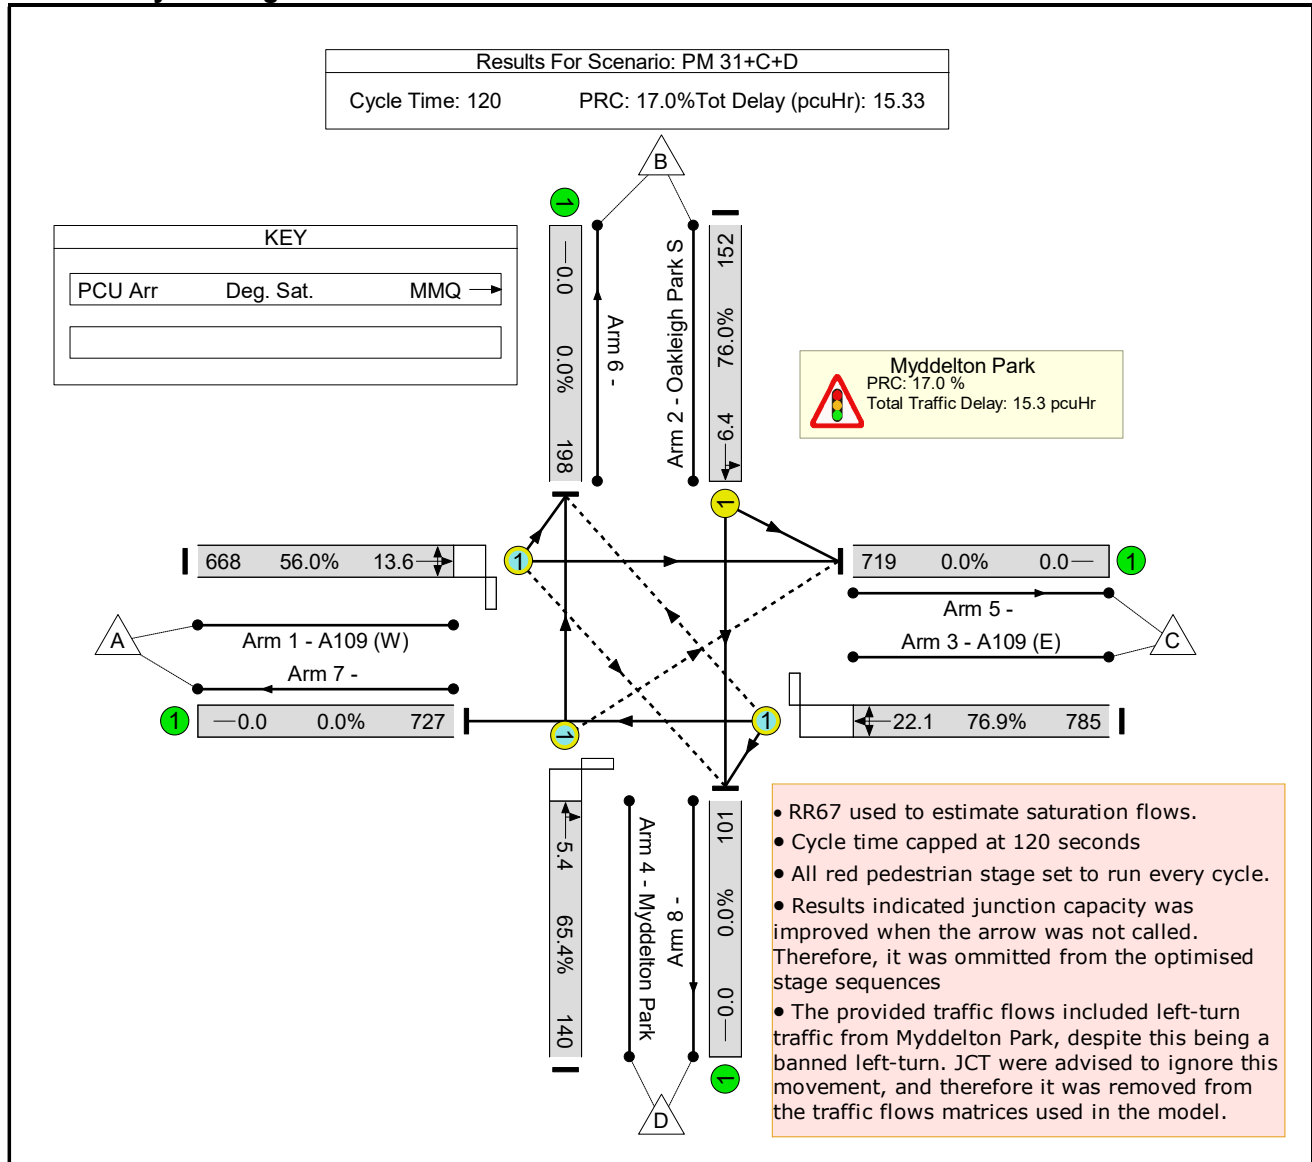 Results For Scenario: PM 31+C+D
Cycle Time: 120 PRC: 17.0%Tot Delay (pcuHr): 15.33
B
KEY
PCU Arr Deg. Sat. MMQ
1
0.0 0.0% 198
Arm 6 -
Arm 2 - Oakleigh Park S
152 76.0% 6.4
1
Myddelton Park
PRC: 17.0 %
Total Traffic Delay: 15.3 pcuHr
668 56.0% 13.6
1
719 0.0% 0.0
1
A
Arm 1 - A109 (W)
Arm 7 -
Arm 5 -
Arm 3 - A109 (E)
C
1
0.0 0.0% 727
1
1
22.1 76.9% 785
5.4 65.4% 140
Arm 4 - Myddelton Park
Arm 8 -
101 0.0% 0.0
1
D
• RR67 used to estimate saturation flows.
• Cycle time capped at 120 seconds
• All red pedestrian stage set to run every cycle.
• Results indicated junction capacity was
improved when the arrow was not called.
Therefore, it was ommitted from the optimised
stage sequences
• The provided traffic flows included left-turn
traffic from Myddelton Park, despite this being a
banned left-turn. JCT were advised to ignore this
movement, and therefore it was removed from
the traffic flows matrices used in the model.